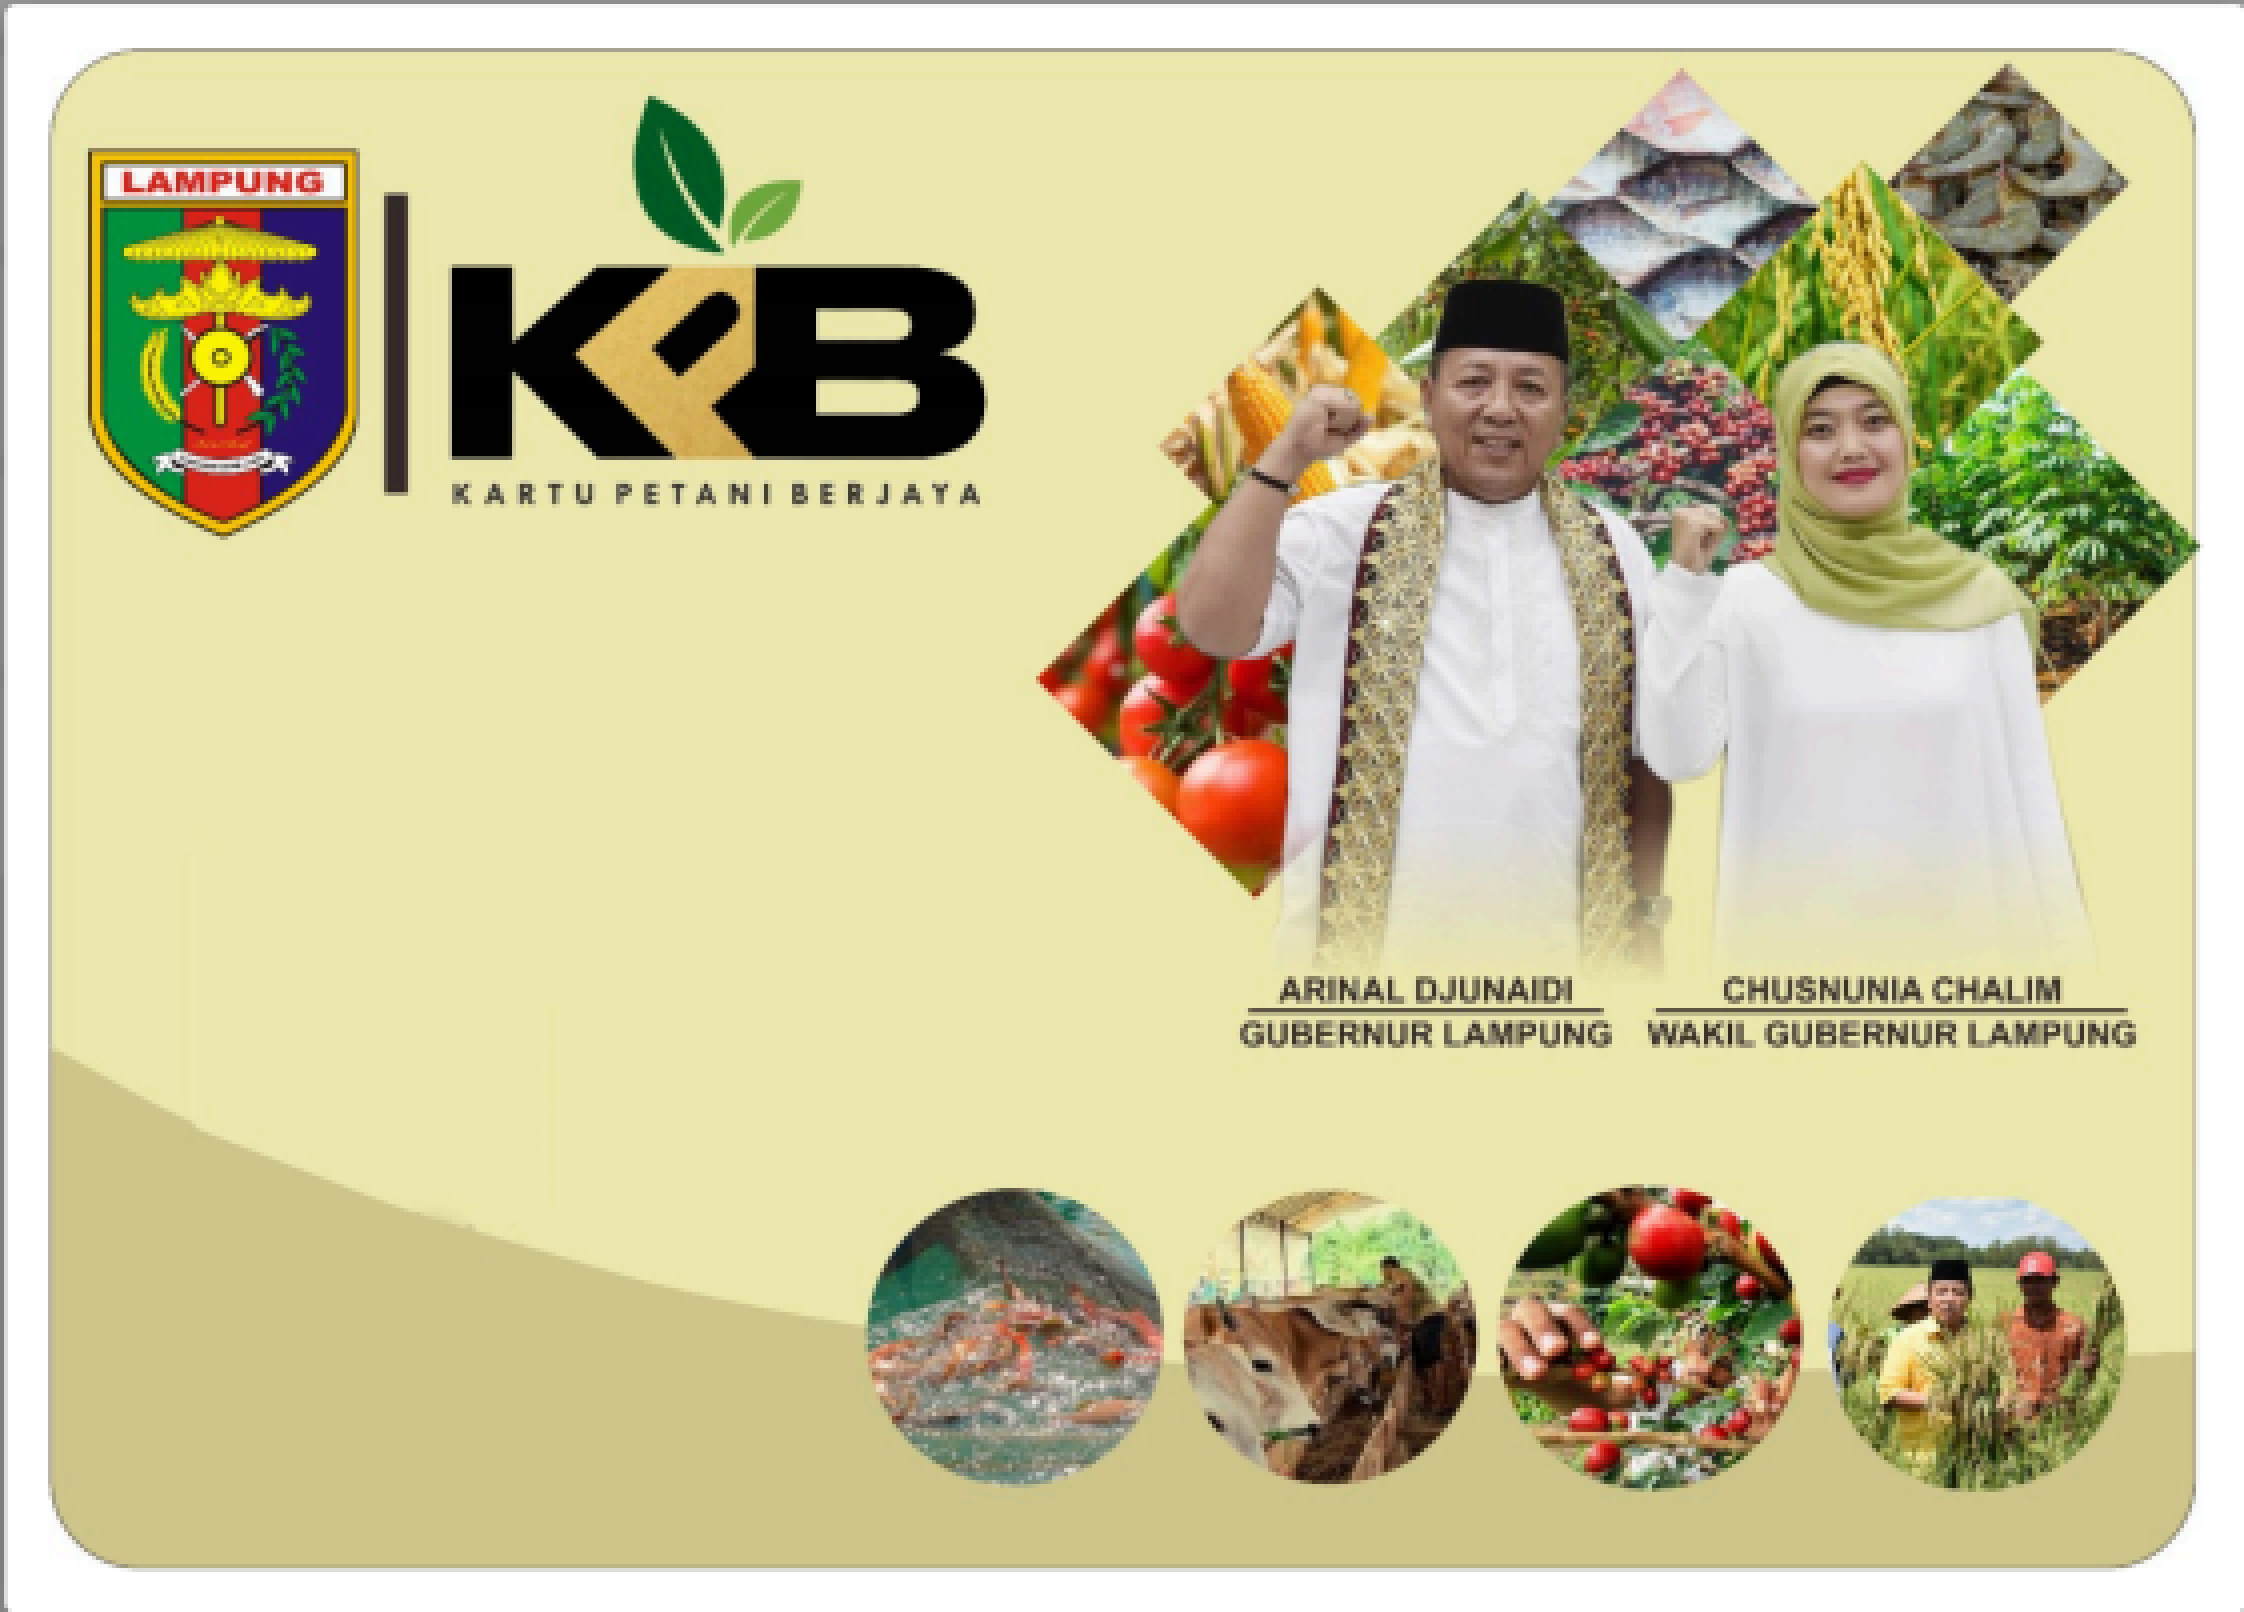 LAMPUNG
KPB
KARTU PETANI BERJAYA
ARINAL DJUNAIDI
GUBERNUR LAMPUNG
CHUSNUNIA CHALIM
WAKIL GUBERNUR LAMPUNG